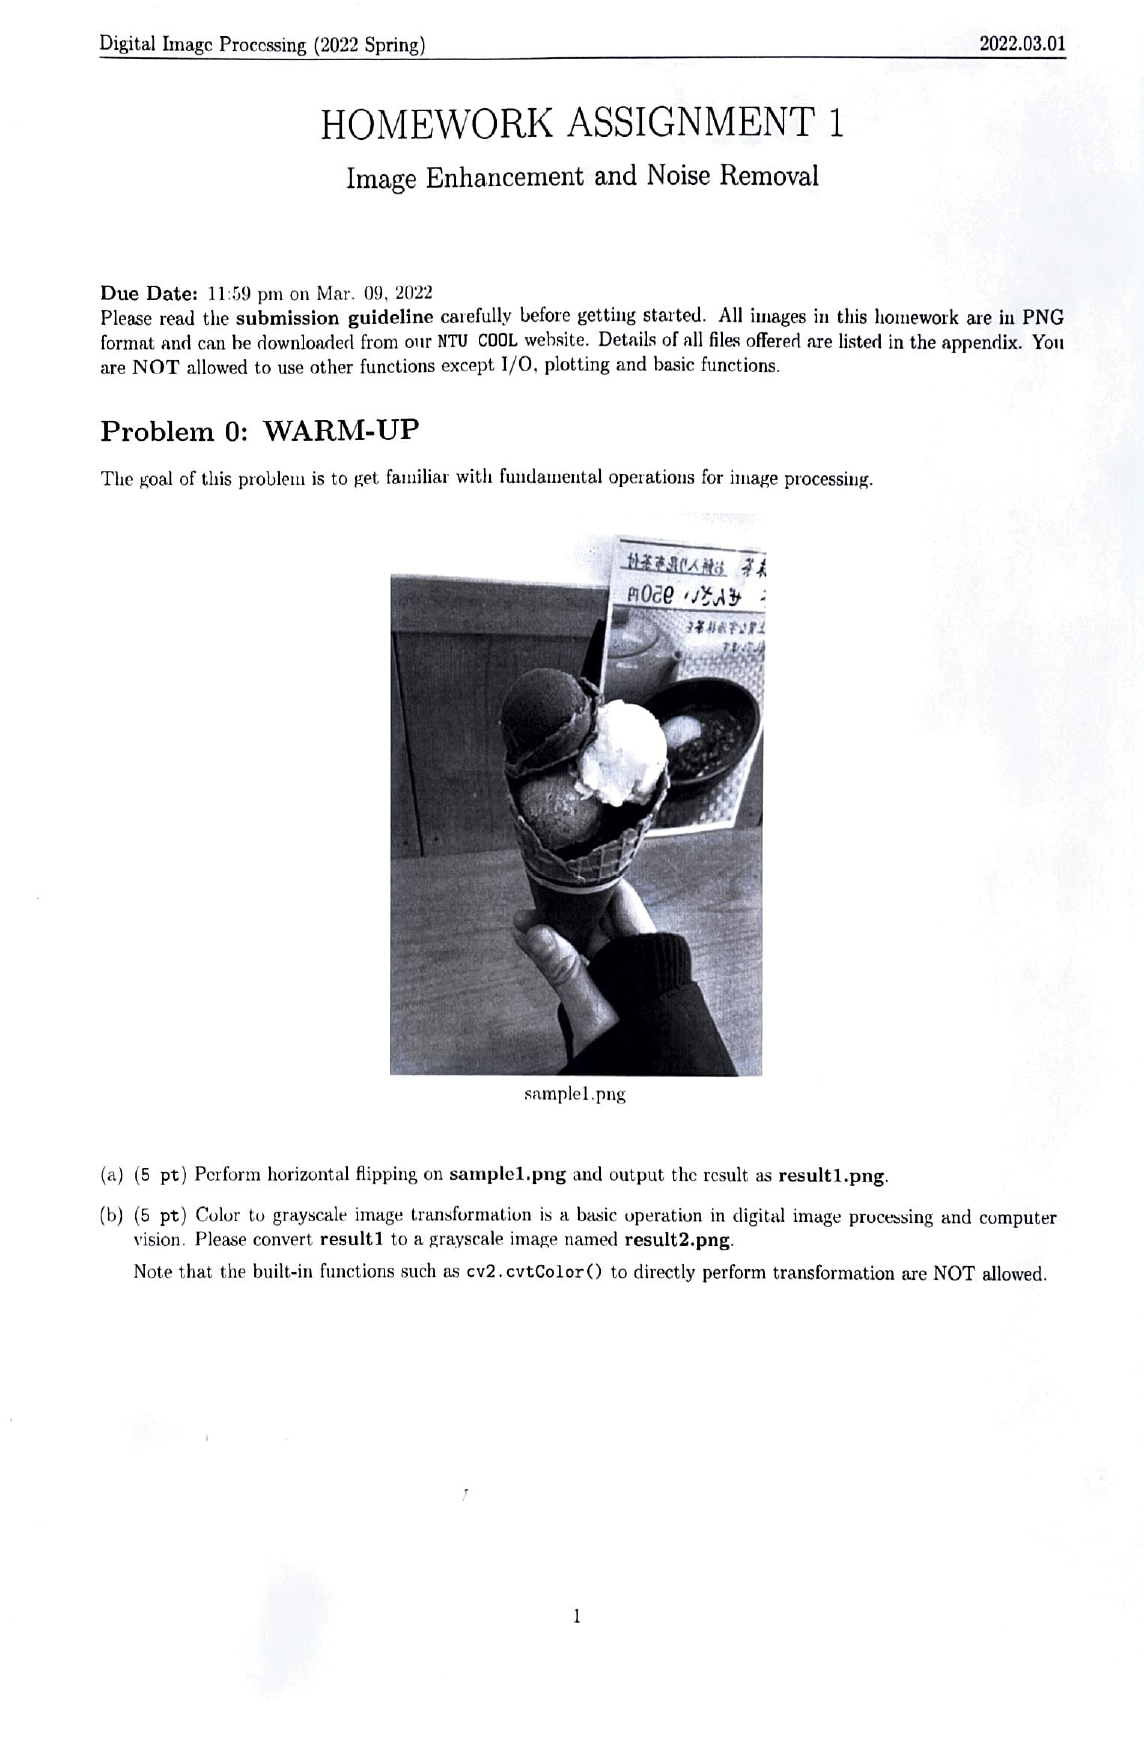 Digital Image Processing (2022 Spring) 2022.03.01
HOMEWORK ASSIGNMENT 1
Image Enhancement and Noise Removal
Due Date: 11:59 pm on Mar. 09, 2022
Please read the submission guideline carefully before getting started. All images in this homework are in PNG
format and can be downloaded from our NTU COOL website. Details of all files offered are listed in the appendix. You
are NOT allowed to use other functions except I/O, plotting and basic functions.
Problem 0: WARM-UP
The goal of this problem is to get familiar with fundamental operations for image processing.
sample1.png
(a) (5 pt) Perform horizontal flipping on sample1.png and output the result as result1.png.
(b) (5 pt) Color to grayscale image transformation is a basic operation in digital image processing and computer
vision. Please convert result1 to a grayscale image named result2.png.
Note that the built-in functions such as cv2.cvtColor() to directly perform transformation are NOT allowed.
1